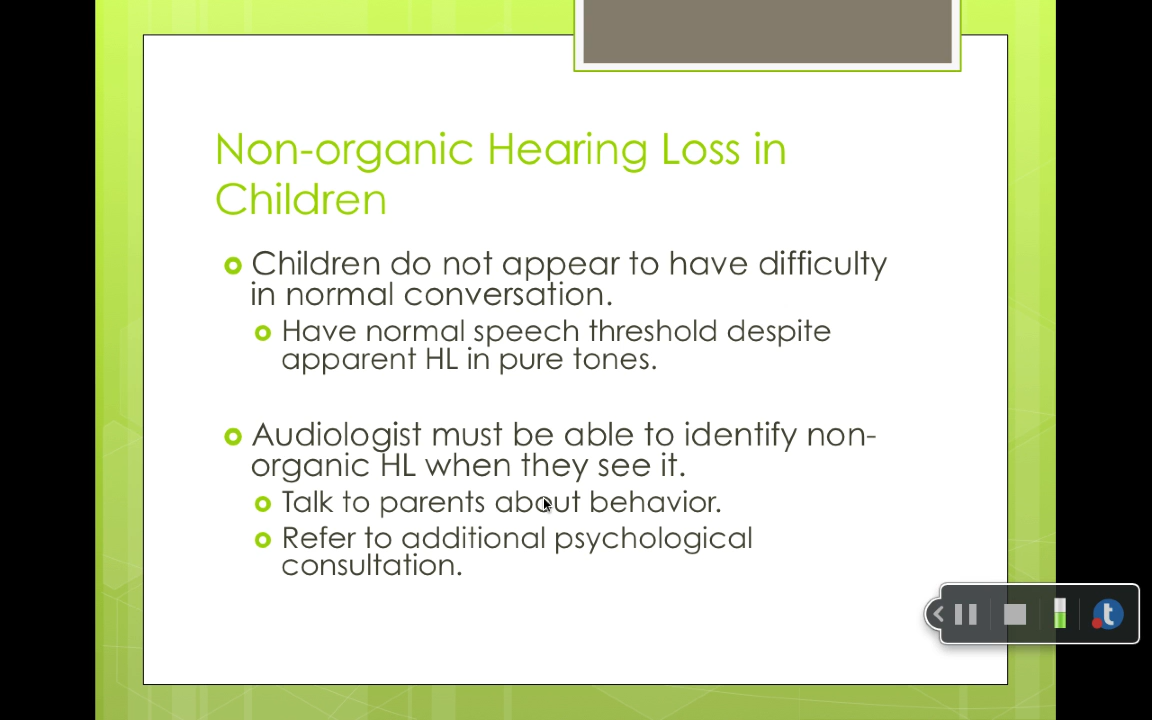 Non-organic Hearing Loss in
Children
Children do not appear to have difficulty
in normal conversation.
Have normal speech threshold despite
apparent HL in pure tones.
Audiologist must be able to identify non-
organic HL when they see it.
Talk to parents about behavior.
Refer to additional psychological
consultation.
t